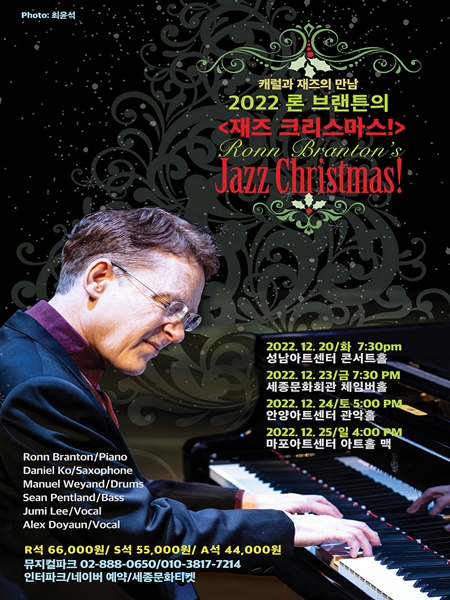 Photo: 최윤석
캐럴과 재즈의 만남
2022 론 브랜튼의
<재즈 크리스마스!>
Ronn Branton's
Jazz Christmas!
2022. 12. 20/화 7:30pm
성남아트센터 콘서트홀
2022. 12. 23/금 7:30 PM
세종문화회관 체임버홀
2022. 12. 24/토 5:00 PM
안양아트센터 관악홀
2022. 12. 25/일 4:00 PM
마포아트센터 아트홀 맥
Ronn Branton/Piano
Daniel Ko/Saxophone
Manuel Weyand/Drums
Sean Pentland/Bass
Jumi Lee/Vocal
Alex Doyaun/Vocal
R석 66,000원/ S석 55,000원/ A석 44,000원
뮤지컬파크 02-888-0650/010-3817-7214
인터파크/네이버 예약/세종문화티켓